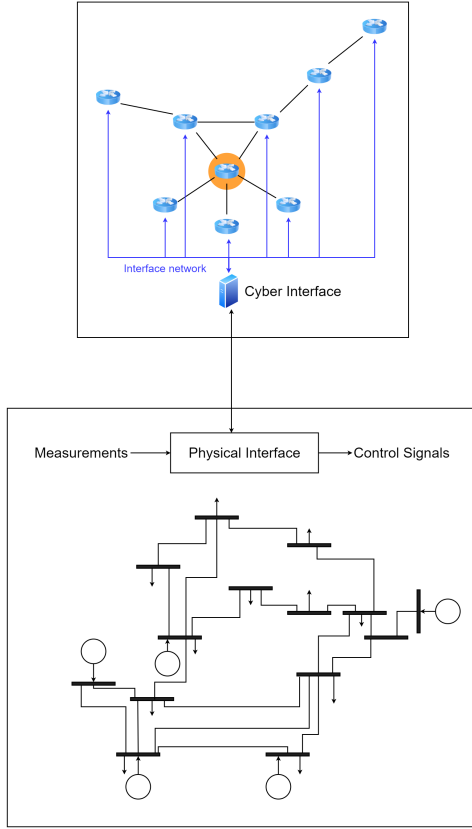 Interface network
Cyber Interface
Measurements
Physical Interface
Control Signals